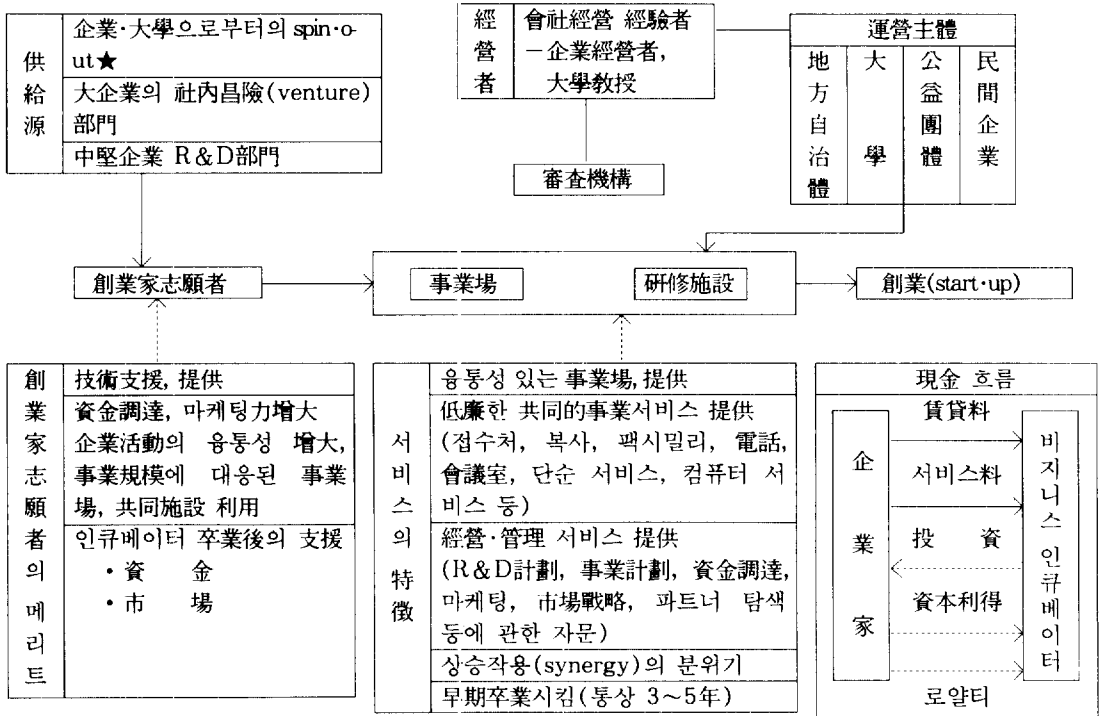 供給源
企業·大學으로부터의 spin·o-
ut★
大企業의 社內昌險(venture)
部門
中堅企業 R&D部門
經營者
會社經營 經驗者
－企業經營者,
大學教授
審査機構
運營主體
地方自治體
大學
公益團體
民間企業
創業家志願者
事業場
硏修施設
創業(start·up)
創業家志願者의 메리트
技術支援, 提供
資金調達, 마케팅力增大
企業活動의 융통성 增大,
事業規模에 대응된 事業
場, 共同施設 利用
인큐베이터 卒業後의 支援
·資 金
·市 場
서비스의 特徵
융통성 있는 事業場, 提供
低廉한 共同的事業서비스 提供
(접수처, 복사, 팩시밀리, 電話,
會議室, 단순 서비스, 컴퓨터 서
비스 등)
經營·管理 서비스 提供
(R&D計劃, 事業計劃, 資金調達,
마케팅, 市場戰略, 파트너 탐색
등에 관한 자문)
상승작용(synergy)의 분위기
早期卒業시킴(통상 3～5年)
現金 흐름
企業家
賃貸料
서비스料
投 資
資本利得
로얄티
비지니스 인큐베이터